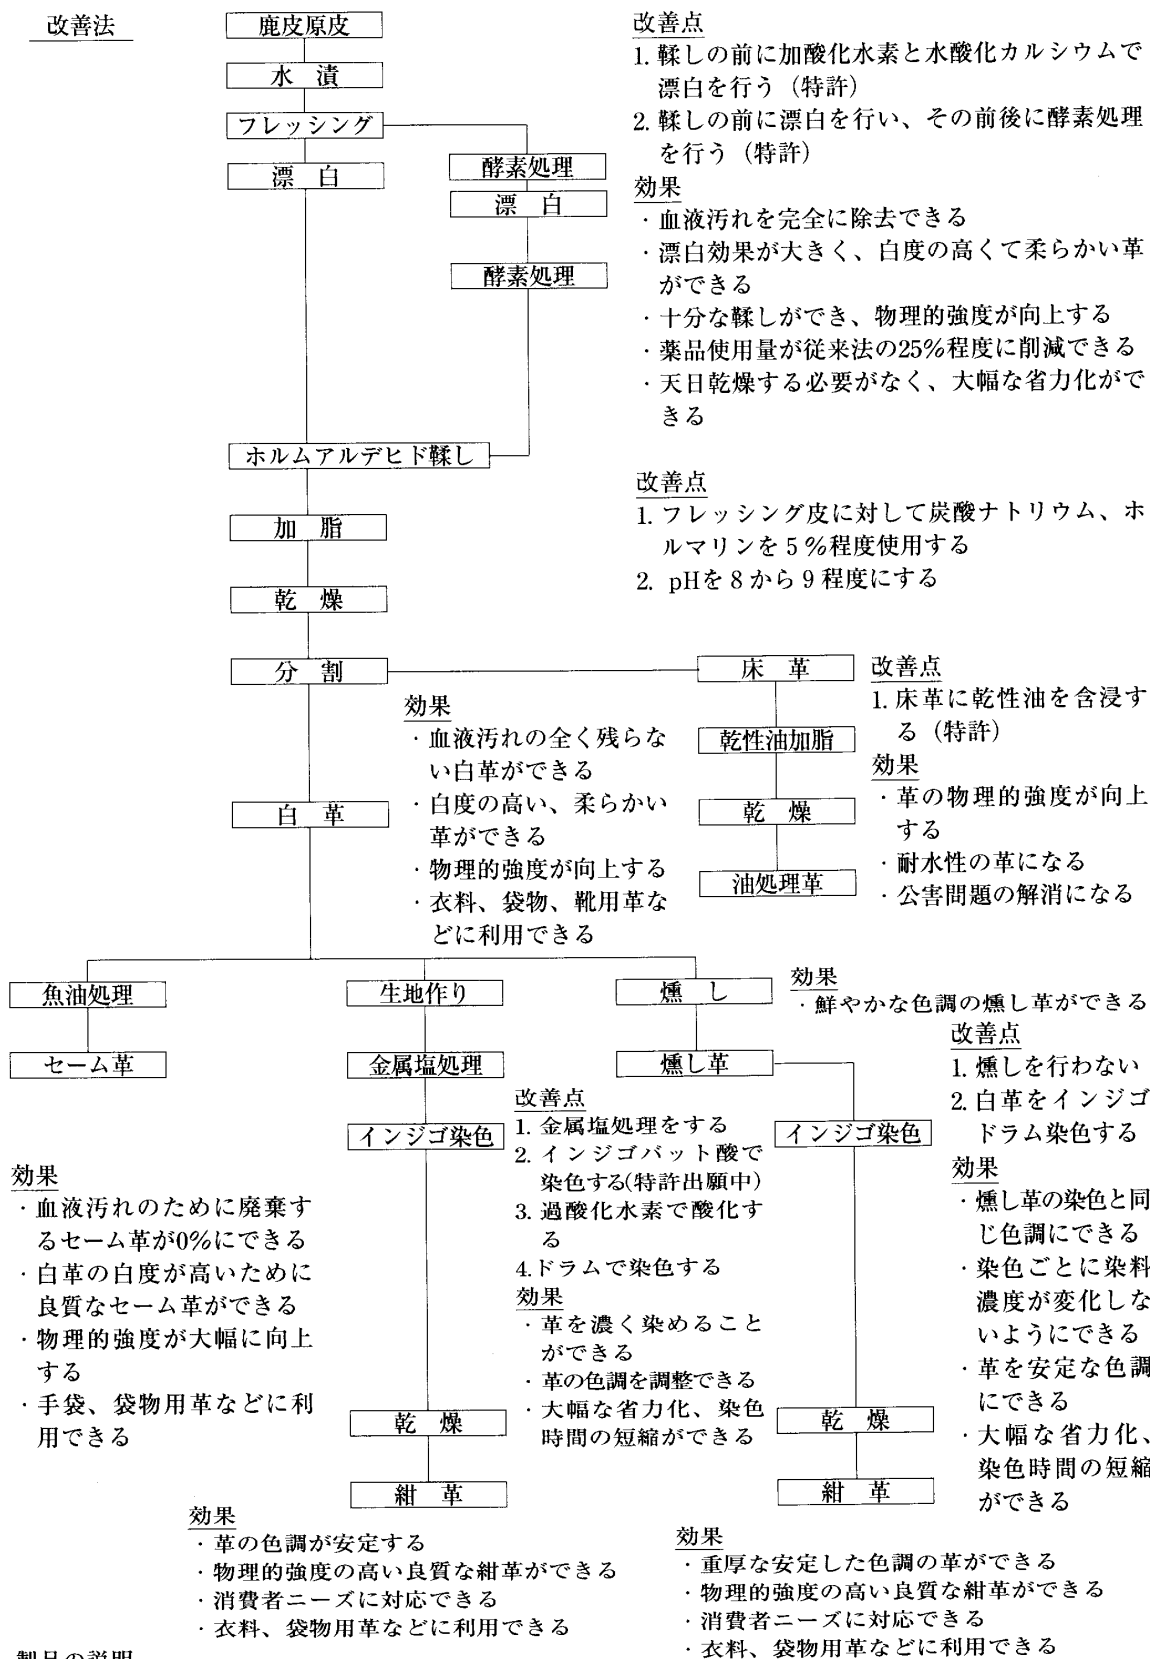 改善法
鹿皮原皮
水 漬
フレッシング
漂 白
酵素処理
漂 白
酵素処理
ホルムアルデヒド鞣し
加 脂
乾 燥
分 割
白 革
改善点
1. 鞣しの前に加酸化水素と水酸化カルシウムで
漂白を行う（特許）
2. 鞣しの前に漂白を行い、その前後に酵素処理
を行う（特許）
効果
・血液汚れを完全に除去できる
・漂白効果が大きく、白度の高くて柔らかい革
ができる
・十分な鞣しができ、物理的強度が向上する
・薬品使用量が従来法の25%程度に削減できる
・天日乾燥する必要がなく、大幅な省力化がで
きる
改善点
1. フレッシング皮に対して炭酸ナトリウム、ホ
ルマリンを5%程度使用する
2. pHを8から9程度にする
効果
・血液汚れの全く残らな
い白革ができる
・白度の高い、柔らかい
革ができる
・物理的強度が向上する
・衣料、袋物、靴用革な
どに利用できる
床 革
乾性油加脂
乾 燥
油処理革
改善点
1. 床革に乾性油を含浸す
る（特許）
効果
・革の物理的強度が向上
する
・耐水性の革になる
・公害問題の解消になる
魚油処理
セーム革
効果
・血液汚れのために廃棄す
るセーム革が0%にできる
・白革の白度が高いために
良質なセーム革ができる
・物理的強度が大幅に向上
する
・手袋、袋物用革などに利
用できる
生地作り
金属塩処理
インジゴ染色
改善点
1. 金属塩処理をする
2. インジゴバット酸で
染色する(特許出願中)
3. 過酸化水素で酸化す
る
4.ドラムで染色する
効果
・革を濃く染めること
ができる
・革の色調を調整できる
・大幅な省力化、染色
時間の短縮ができる
乾 燥
紺 革
効果
・革の色調が安定する
・物理的強度の高い良質な紺革ができる
・消費者ニーズに対応できる
・衣料、袋物用革などに利用できる
燻 し
効果
・鮮やかな色調の燻し革ができる
燻し革
インジゴ染色
改善点
1. 燻しを行わない
2. 白革をインジゴ
ドラム染色する
効果
・燻し革の染色と同
じ色調にできる
・染色ごとに染料
濃度が変化しな
いようにできる
・革を安定な色調
にできる
・大幅な省力化、
染色時間の短縮
ができる
乾 燥
紺 革
効果
・重厚な安定した色調の革ができる
・物理的強度の高い良質な紺革ができる
・消費者ニーズに対応できる
・衣料、袋物用革などに利用できる
製品の説明